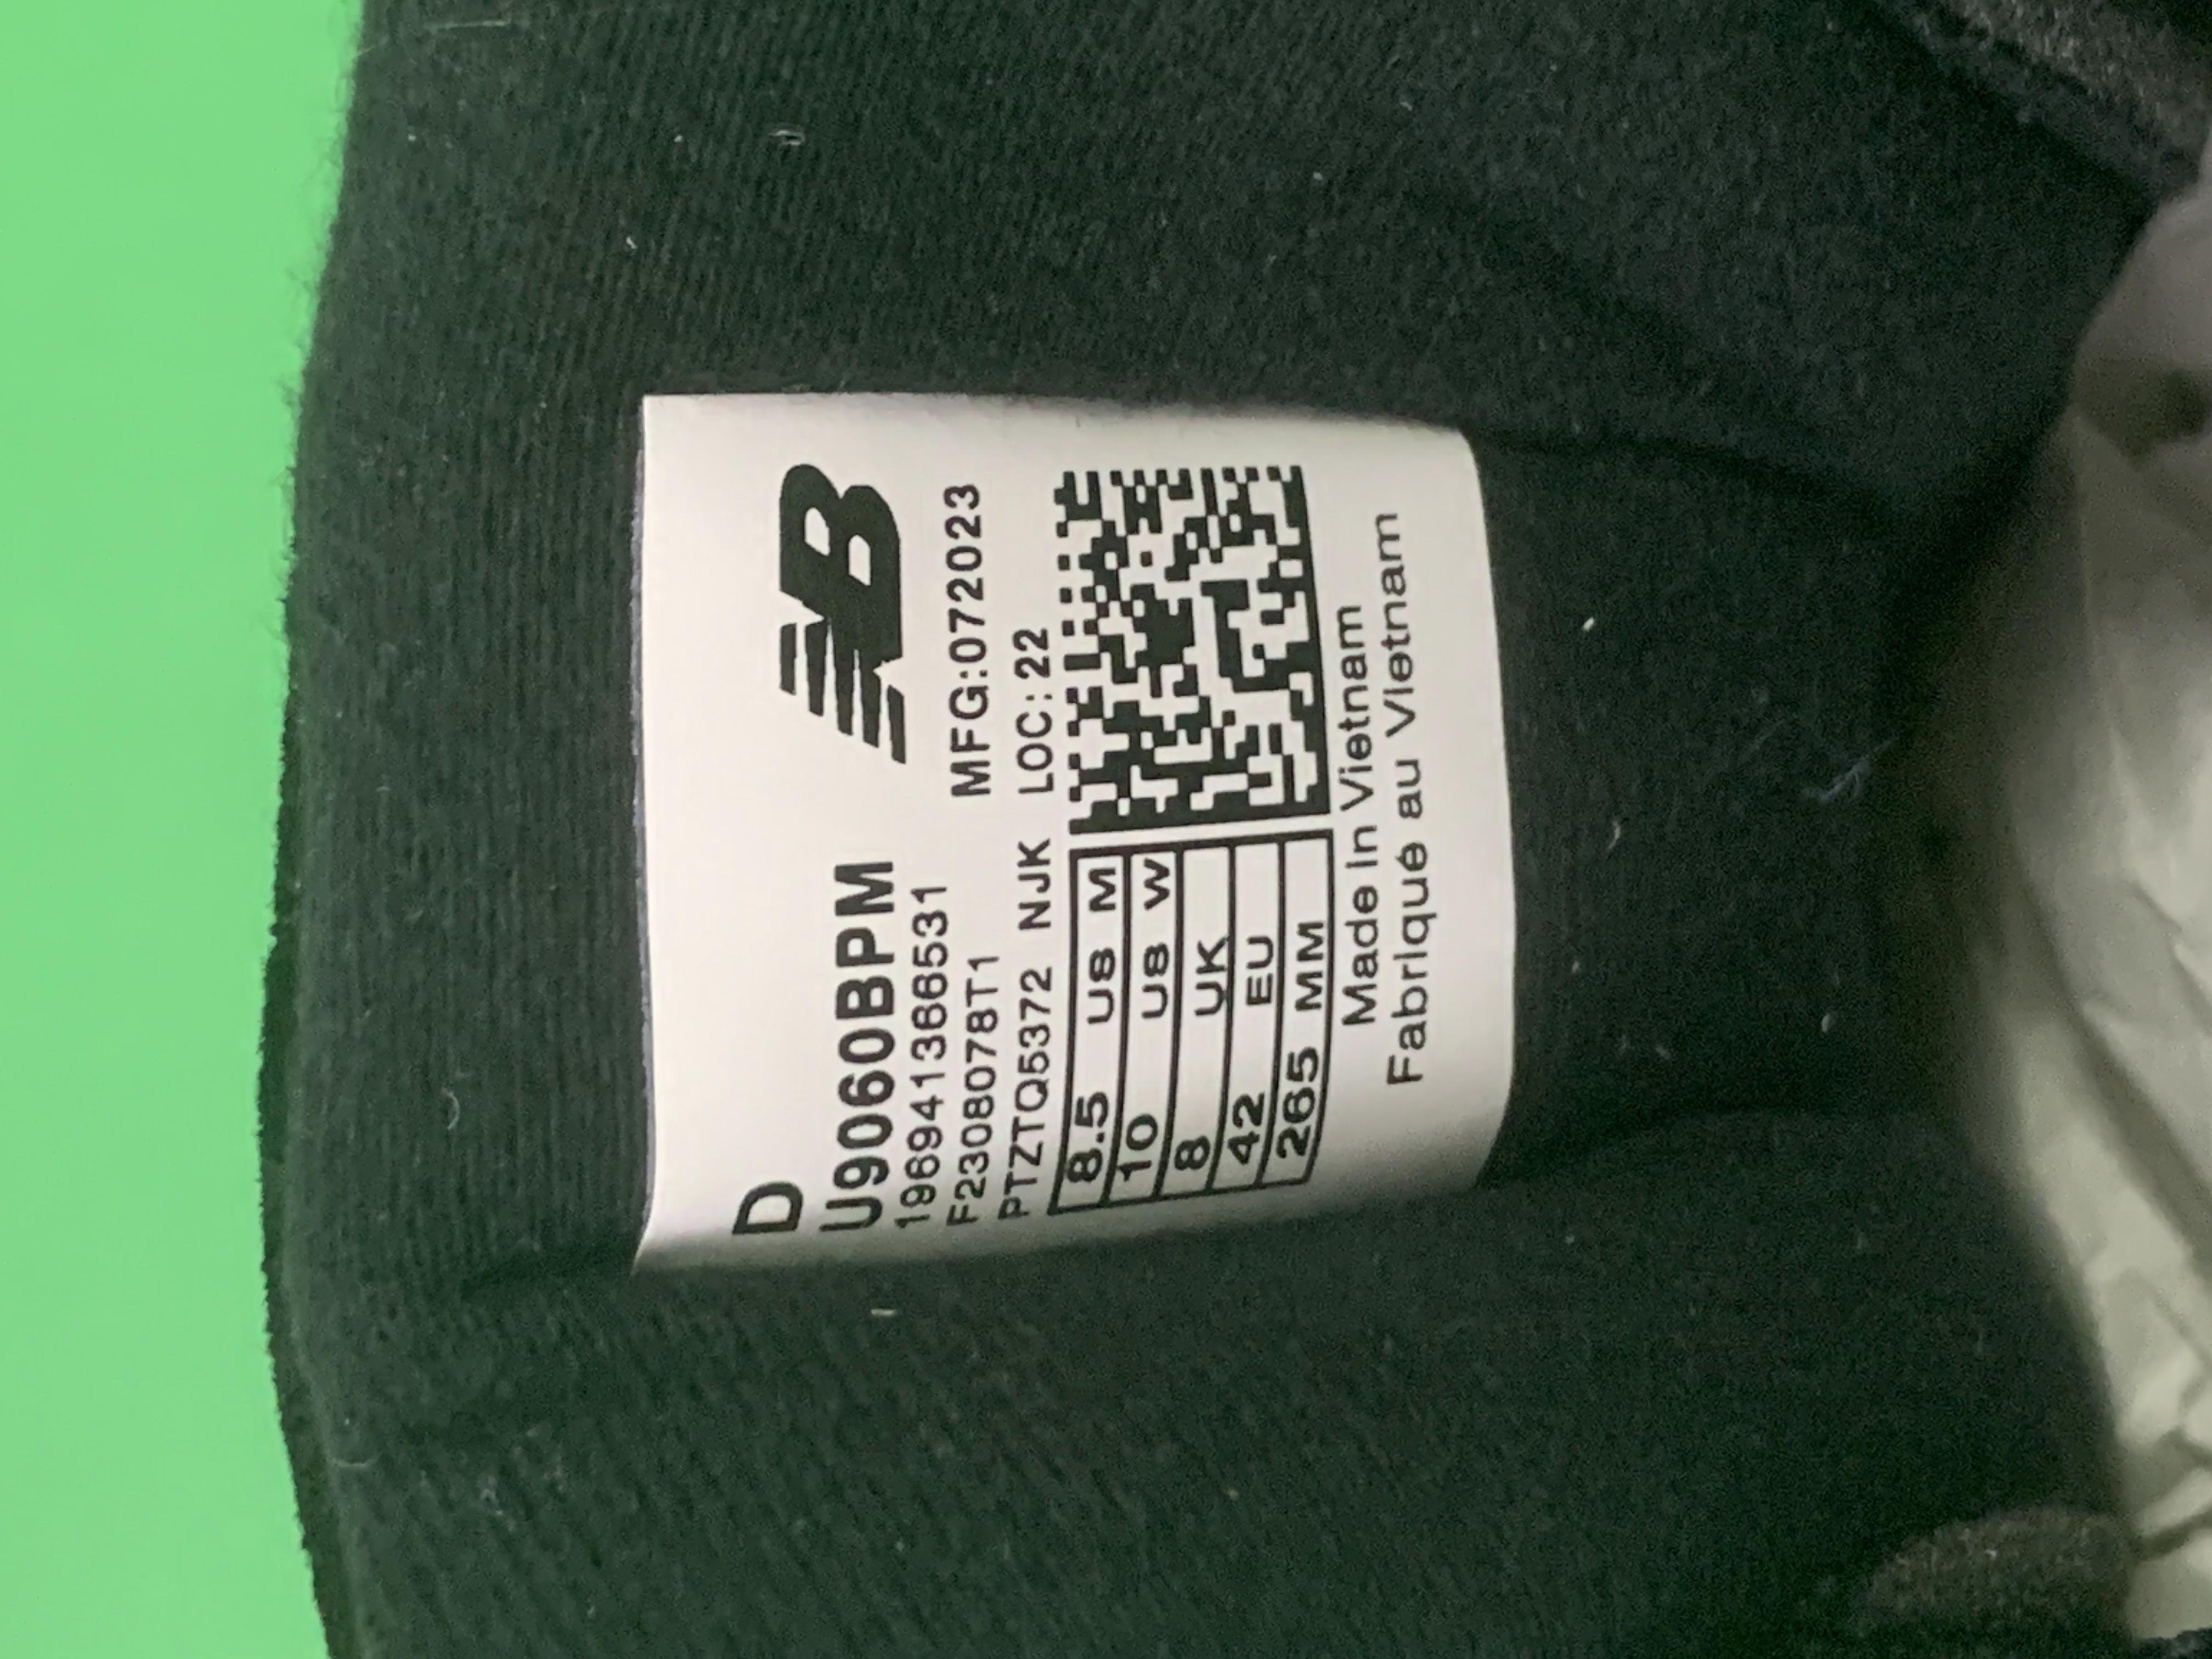 D
NB
U9060BPM
196941366531
F2308078T1 MFG:072023
PTZTQ5372 NJK LOC:22
8.5 US M
10 US W
8 UK
42 EU
265 MM
Made in Vietnam
Fabriqué au Vietnam